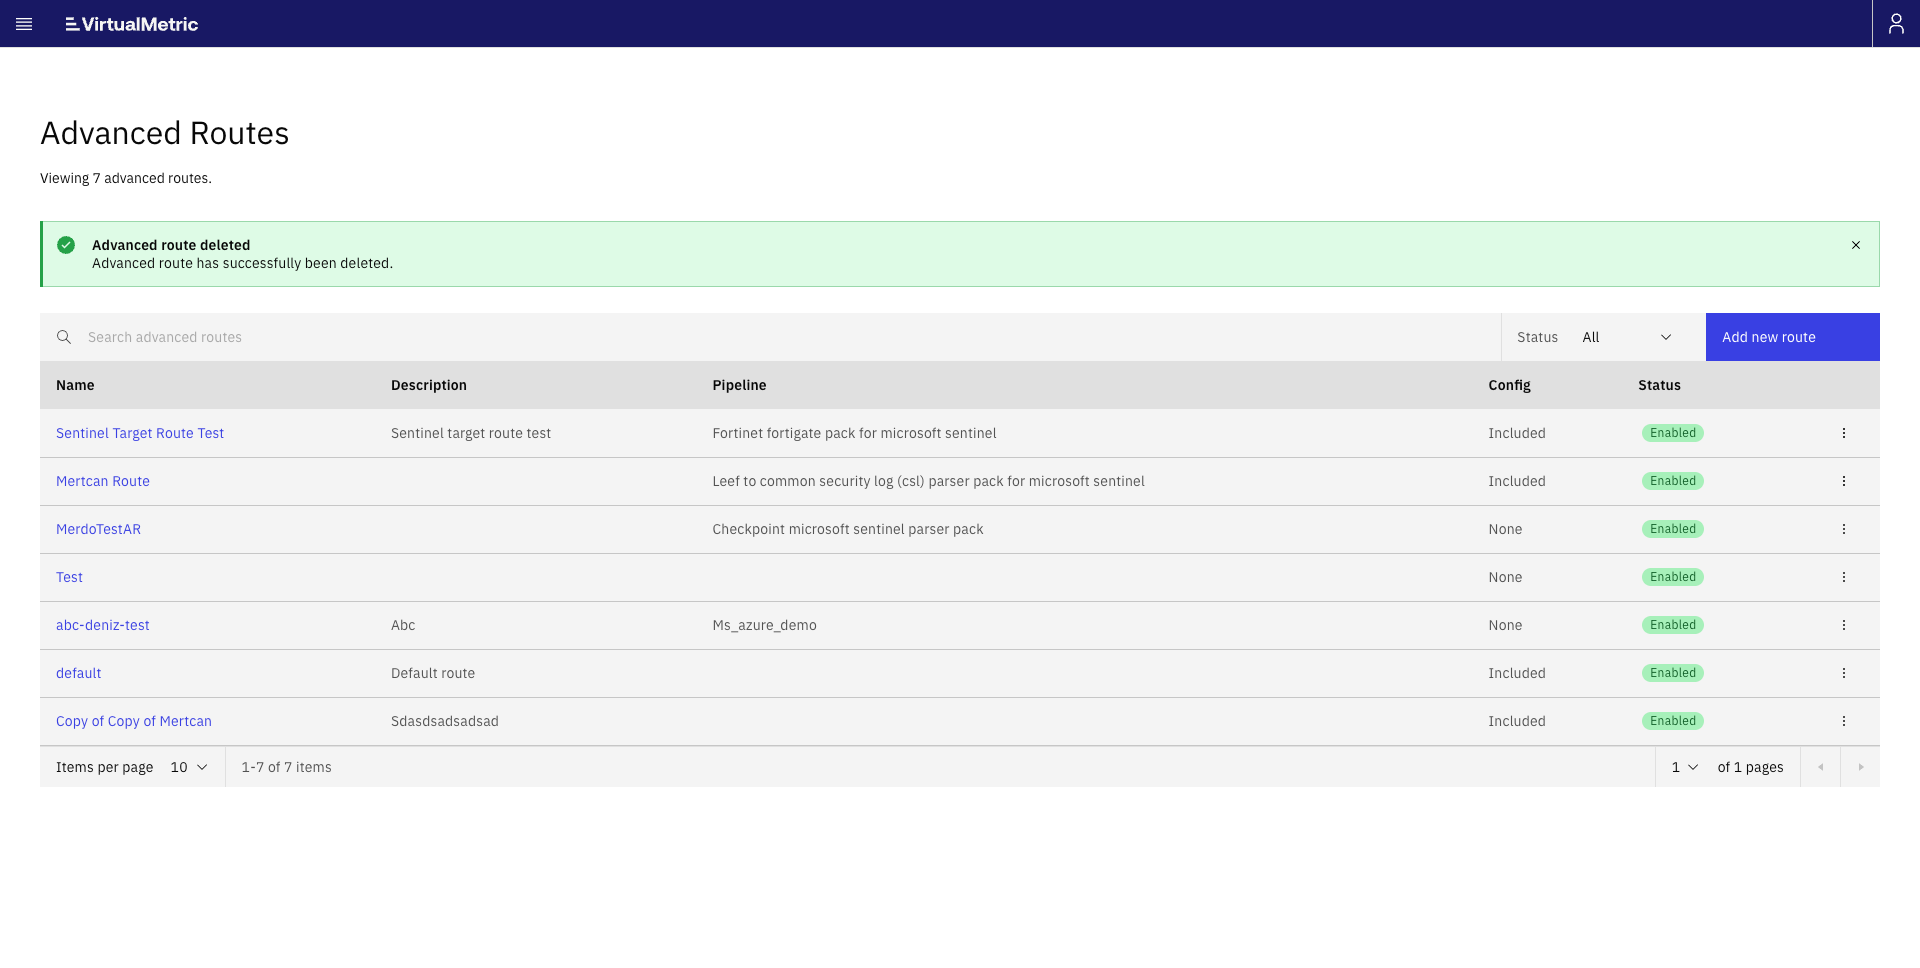 VirtualMetric
Advanced Routes
Viewing 7 advanced routes.
Advanced route deleted
Advanced route has successfully been deleted.
Search advanced routes
Status All
Add new route
Name Description Pipeline Config Status
Sentinel Target Route Test Sentinel target route test Fortinet fortigate pack for microsoft sentinel Included Enabled
Mertcan Route Leef to common security log (csl) parser pack for microsoft sentinel Included Enabled
MerdoTestAR Checkpoint microsoft sentinel parser pack None Enabled
Test None Enabled
abc-deniz-test Abc Ms_azure_demo None Enabled
default Default route Included Enabled
Copy of Copy of Mertcan Sdasdsadsadsad Included Enabled
Items per page 10 1-7 of 7 items 1 of 1 pages